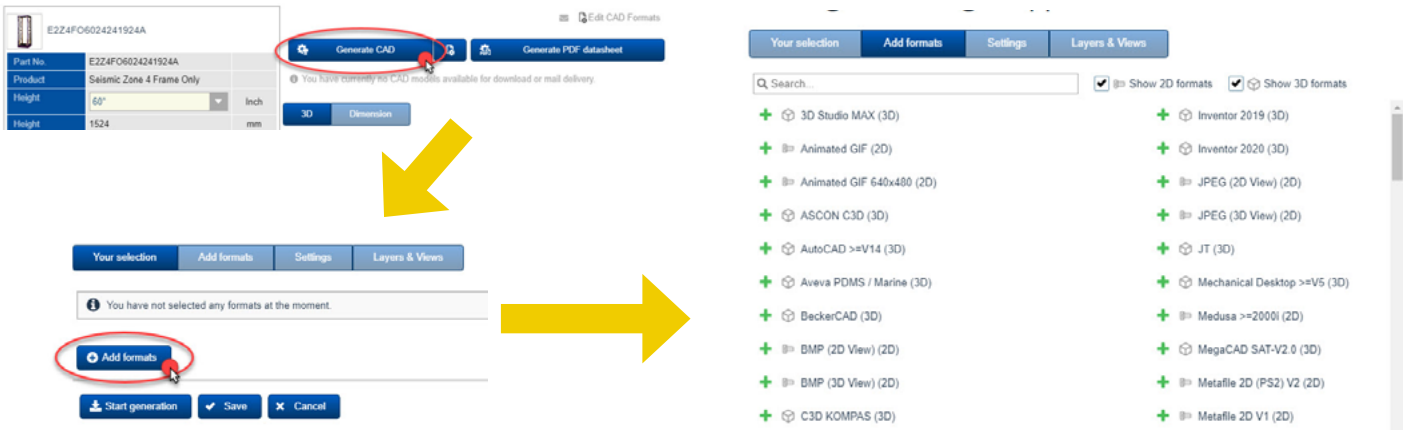 E2Z4FO6024241924A
Edit CAD Formats
Generate CAD
Generate PDF datasheet
You have currently no CAD models available for download or mail delivery.
3D Dimension
Part No. E2Z4FO6024241924A
Product Seismic Zone 4 Frame Only
Height 60" Inch
Height 1524 mm
Your selection Add formats Settings Layers & Views
You have not selected any formats at the moment.
Add formats
Start generation Save Cancel
Your selection Add formats Settings Layers & Views
Search... Show 2D formats Show 3D formats
3D Studio MAX (3D) Inventor 2019 (3D)
Animated GIF (2D) Inventor 2020 (3D)
Animated GIF 640x480 (2D) JPEG (2D View) (2D)
ASCON C3D (3D) JPEG (3D View) (2D)
AutoCAD >=V14 (3D) JT (3D)
Aveva PDMS / Marine (3D) Mechanical Desktop >=V5 (3D)
BeckerCAD (3D) Medusa >=2000i (2D)
BMP (2D View) (2D) MegaCAD SAT-V2.0 (3D)
BMP (3D View) (2D) Metafile 2D (PS2) V2 (2D)
C3D KOMPAS (3D) Metafile 2D V1 (2D)